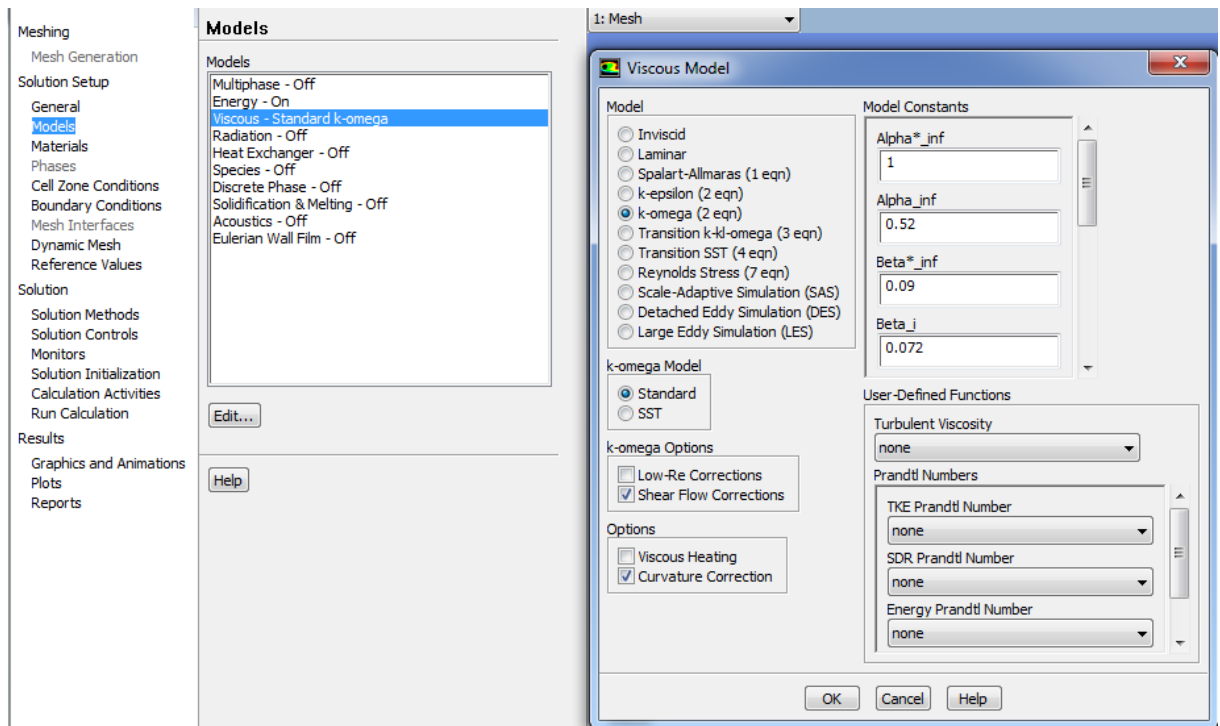 Meshing
Mesh Generation
Solution Setup
General
Models
Materials
Phases
Cell Zone Conditions
Boundary Conditions
Mesh Interfaces
Dynamic Mesh
Reference Values
Solution
Solution Methods
Solution Controls
Monitors
Solution Initialization
Calculation Activities
Run Calculation
Results
Graphics and Animations
Plots
Reports
Models
Models
Multiphase - Off
Energy - On
Viscous - Standard k-omega
Radiation - Off
Heat Exchanger - Off
Species - Off
Discrete Phase - Off
Solidification & Melting - Off
Acoustics - Off
Eulerian Wall Film - Off
Edit...
Help
1: Mesh
Viscous Model
Model
Inviscid
Laminar
Spalart-Allmaras (1 eqn)
k-epsilon (2 eqn)
k-omega (2 eqn)
Transition k-kl-omega (3 eqn)
Transition SST (4 eqn)
Reynolds Stress (7 eqn)
Scale-Adaptive Simulation (SAS)
Detached Eddy Simulation (DES)
Large Eddy Simulation (LES)
k-omega Model
Standard
SST
k-omega Options
Low-Re Corrections
Shear Flow Corrections
Options
Viscous Heating
Curvature Correction
Model Constants
Alpha*_inf
1
Alpha_inf
0.52
Beta*_inf
0.09
Beta_i
0.072
User-Defined Functions
Turbulent Viscosity
none
Prandtl Numbers
TKE Prandtl Number
none
SDR Prandtl Number
none
Energy Prandtl Number
none
OK
Cancel
Help